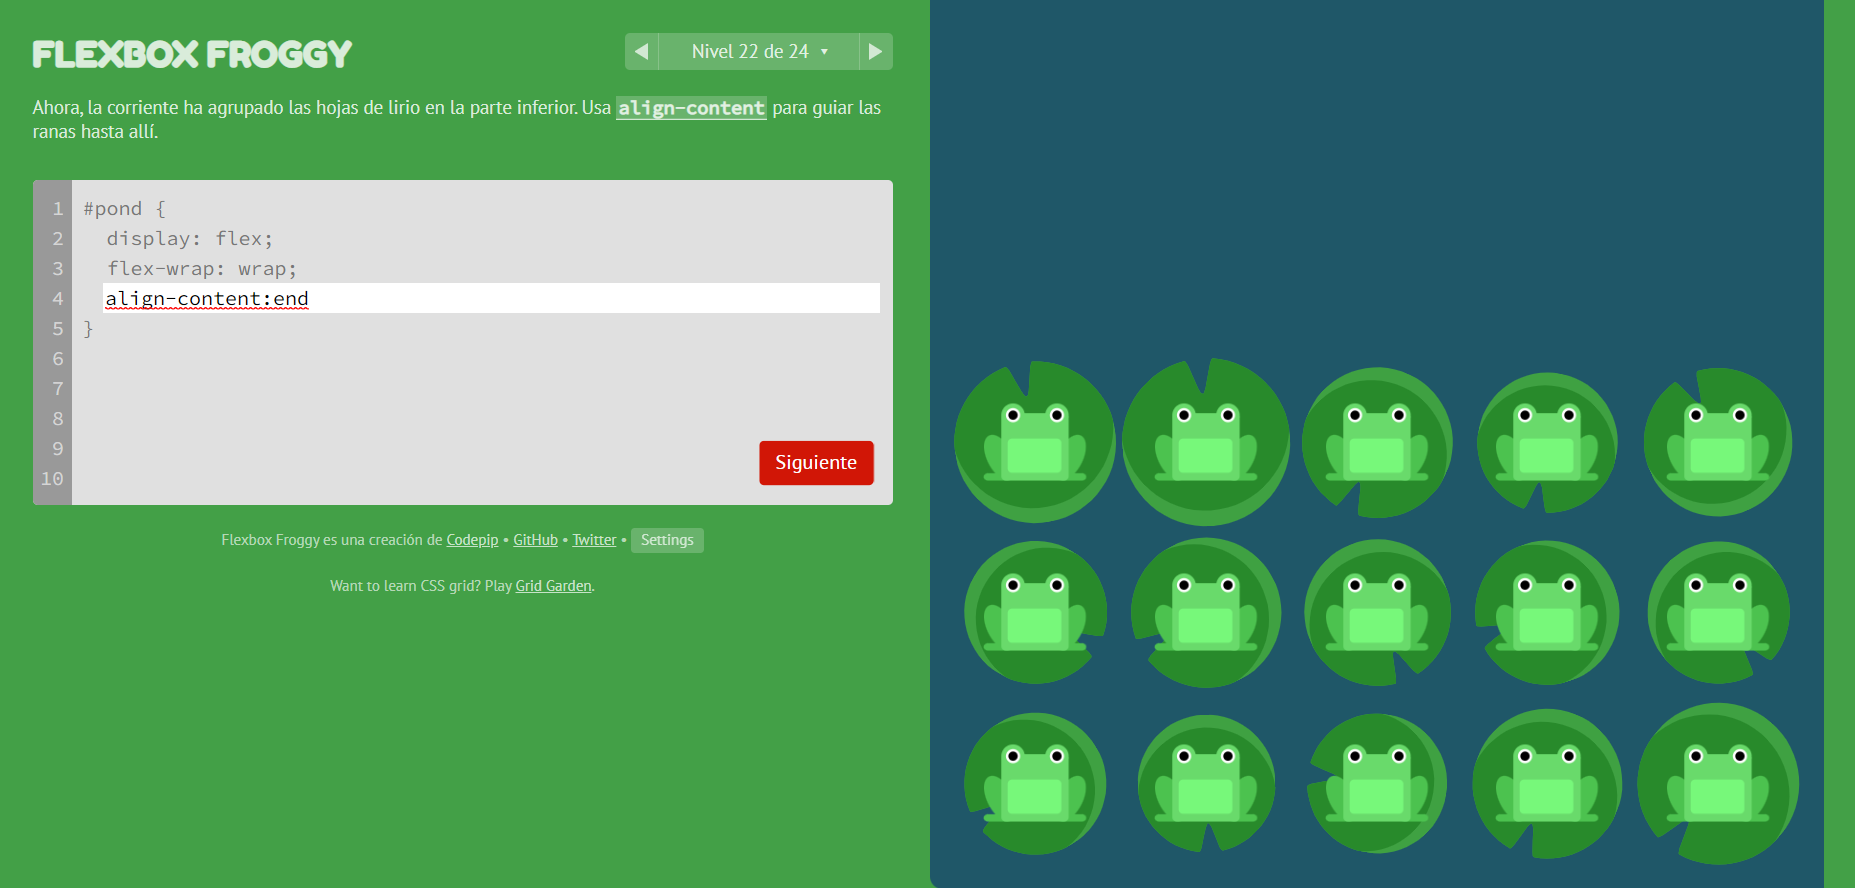 FLEXBOX FROGGY
Nivel 22 de 24
Ahora, la corriente ha agrupado las hojas de lirio en la parte inferior. Usa align-content para guiar las
ranas hasta allí.
1 #pond {
2 display: flex;
3 flex-wrap: wrap;
4 align-content:end
5 }
6
7
8
9
10
Siguiente
Flexbox Froggy es una creación de Codepip • GitHub • Twitter • Settings
Want to learn CSS grid? Play Grid Garden.